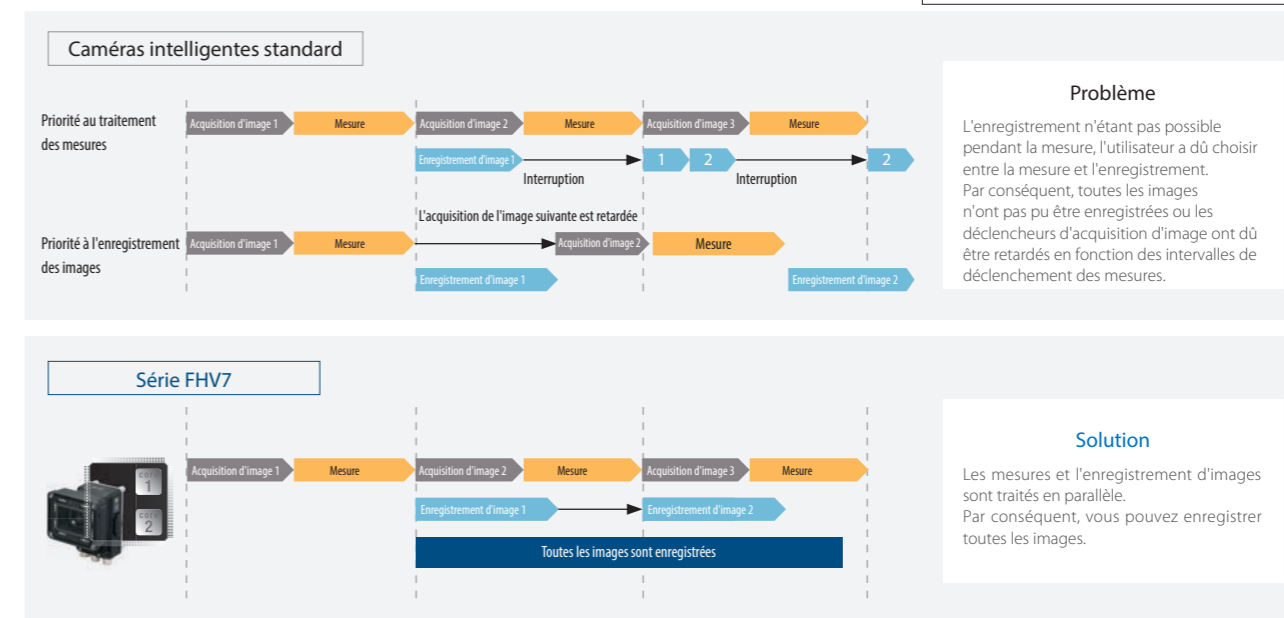 Caméras intelligentes standard
Priorité au traitement
des mesures
Acquisition d'image 1
Mesure
Acquisition d'image 2
Mesure
Acquisition d'image 3
Mesure
Enregistrement d'image 1
Interruption
1
2
Interruption
2
L'acquisition de l'image suivante est retardée
Priorité à l'enregistrement
des images
Acquisition d'image 1
Mesure
Acquisition d'image 2
Mesure
Enregistrement d'image 1
Enregistrement d'image 2
Problème
L'enregistrement n'étant pas possible
pendant la mesure, l'utilisateur a dû choisir
entre la mesure et l'enregistrement.
Par conséquent, toutes les images
n'ont pas pu être enregistrées ou les
déclencheurs d'acquisition d'image ont dû
être retardés en fonction des intervalles de
déclenchement des mesures.
Série FHV7
core
1
core
2
Acquisition d'image 1
Mesure
Acquisition d'image 2
Mesure
Acquisition d'image 3
Mesure
Enregistrement d'image 1
Enregistrement d'image 2
Toutes les images sont enregistrées
Solution
Les mesures et l'enregistrement d'images
sont traités en parallèle.
Par conséquent, vous pouvez enregistrer
toutes les images.